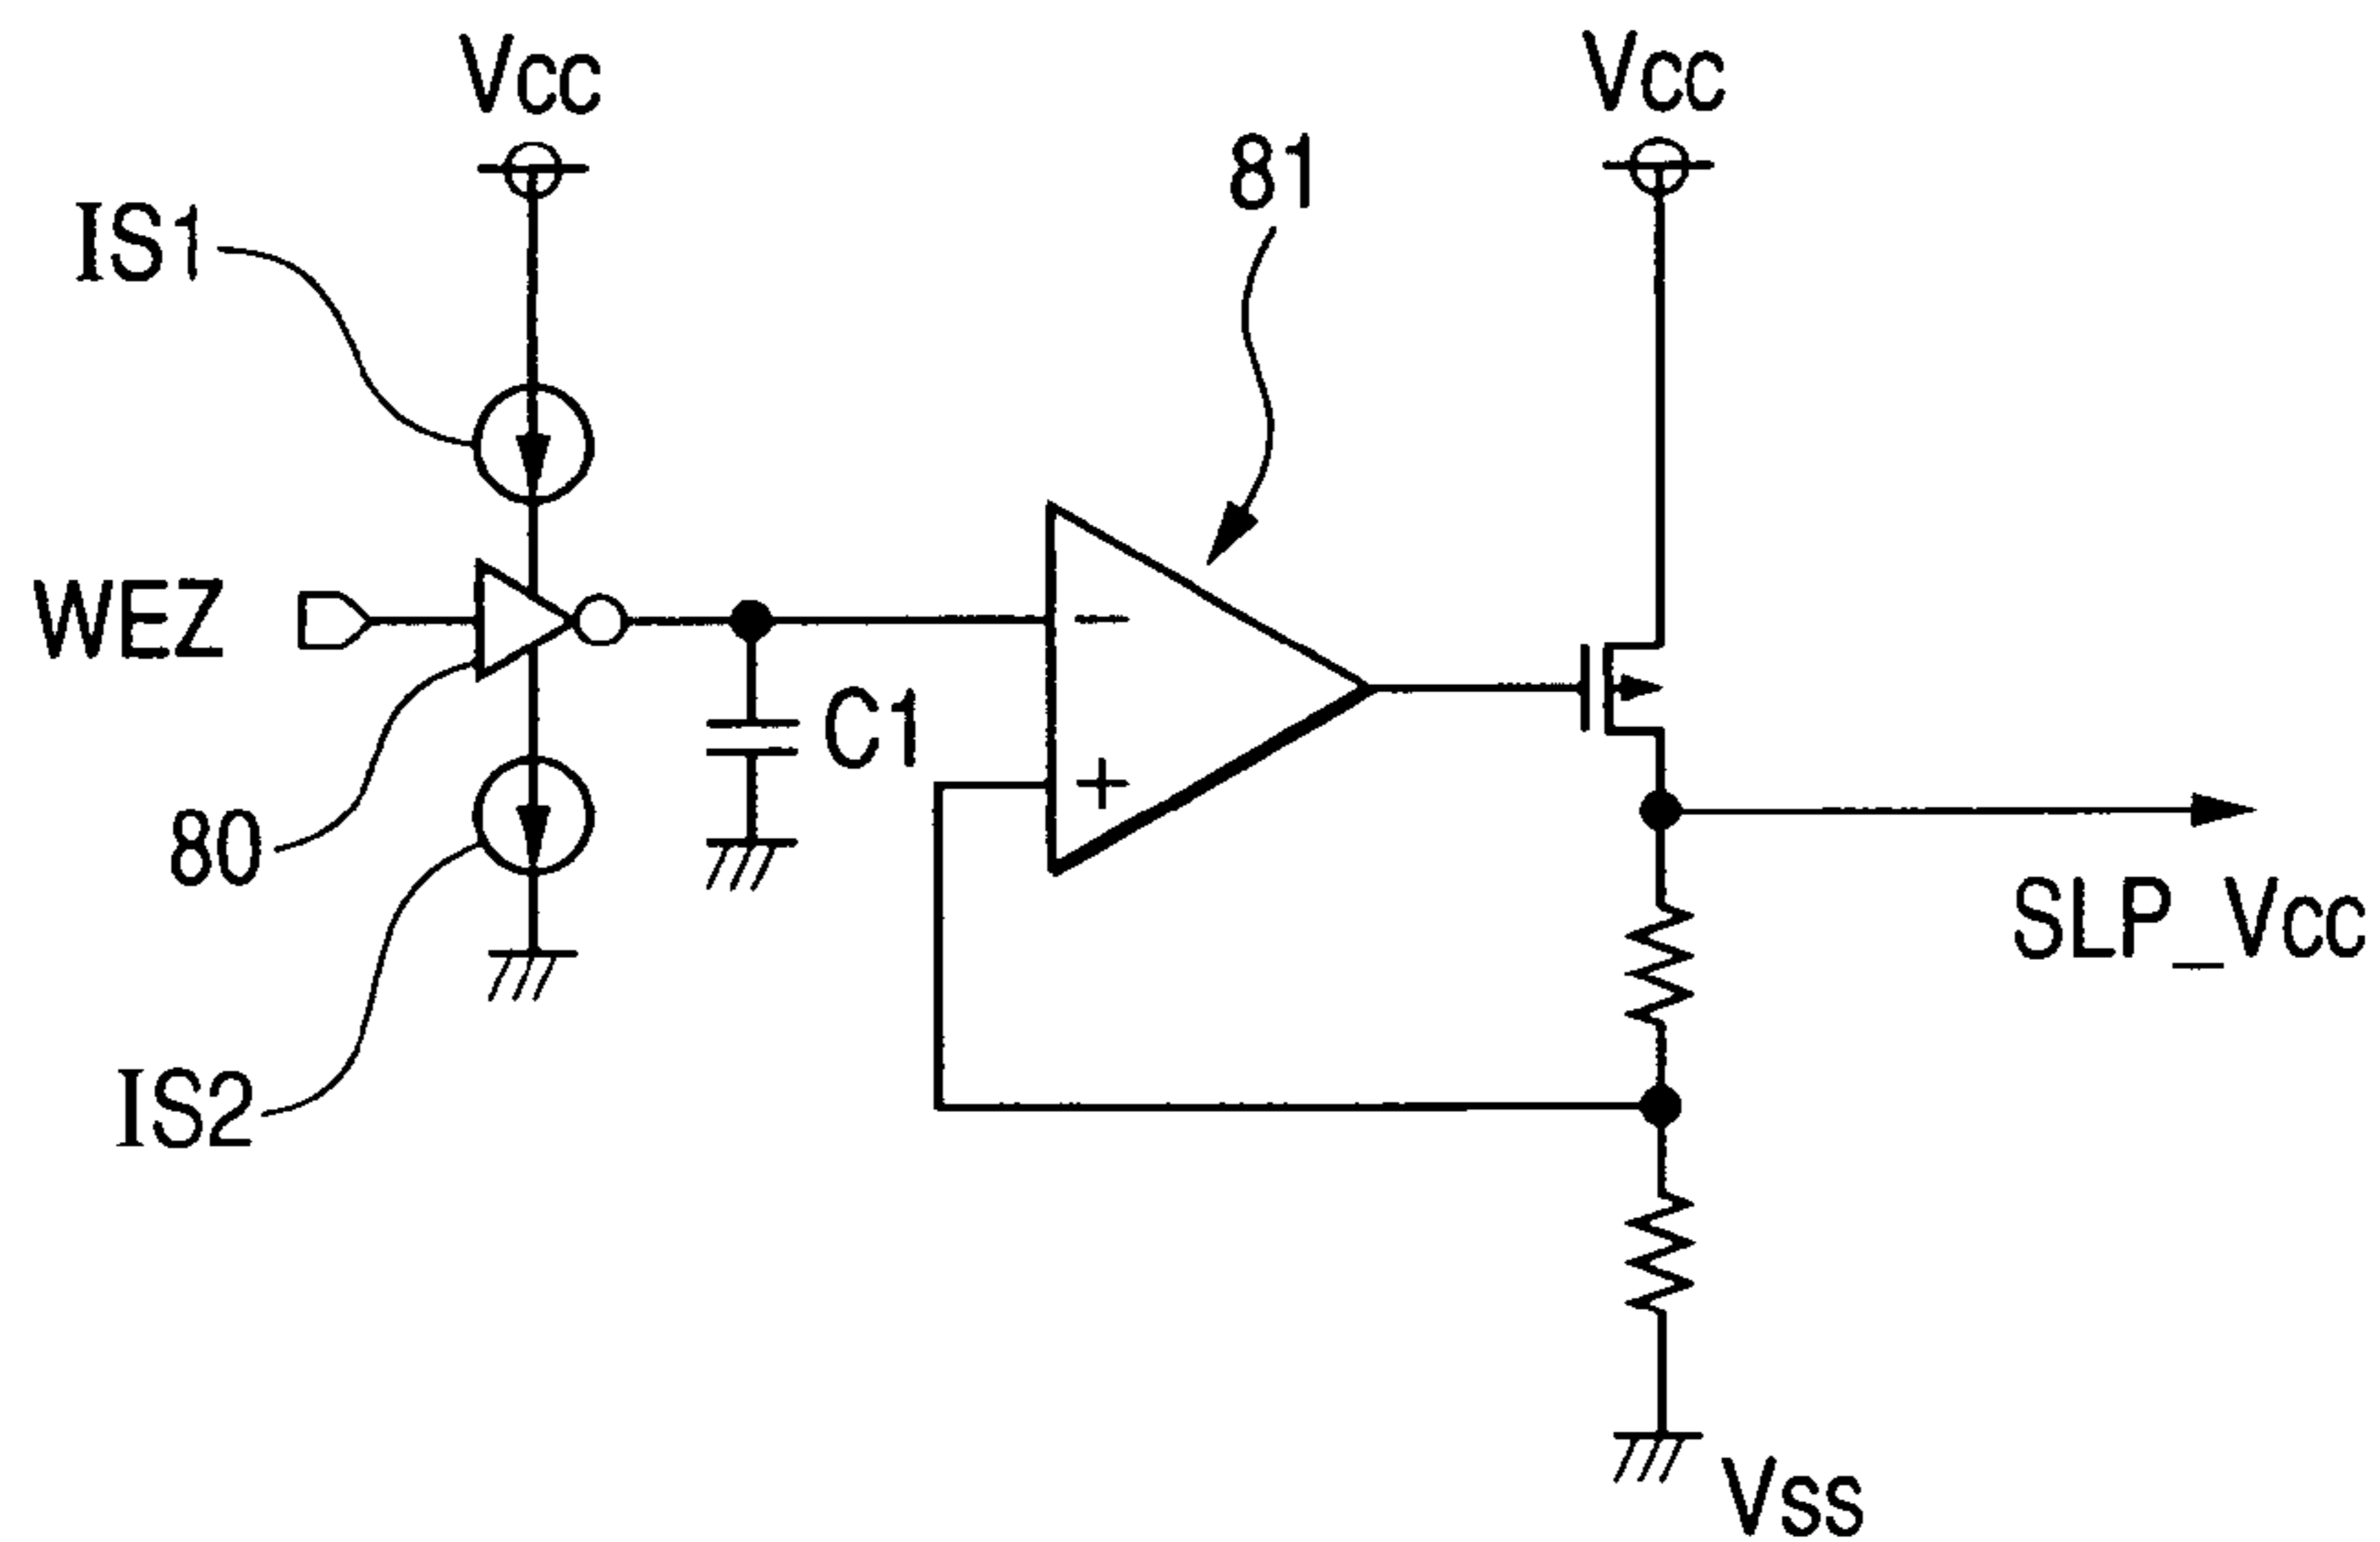 Vcc
Vcc
81
IS1
WEZ
−
C1
+
80
SLP_Vcc
IS2
Vss